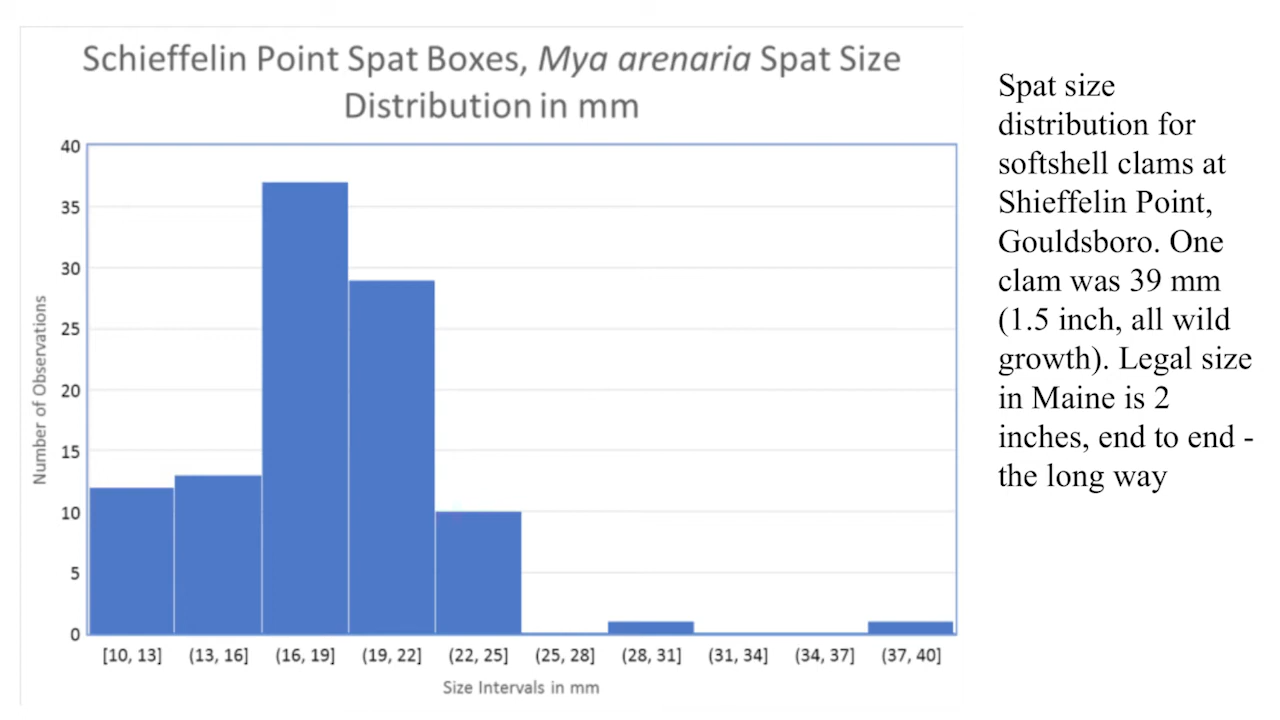 Schieffelin Point Spat Boxes, Mya arenaria Spat Size
Distribution in mm
40
35
30
25
20
15
10
5
0
Number of Observations
[10, 13]
(13, 16]
(16, 19]
(19, 22]
(22, 25]
(25, 28]
(28, 31]
(31, 34]
(34, 37]
(37, 40]
Size Intervals in mm
Spat size
distribution for
softshell clams at
Shieffelin Point,
Gouldsboro. One
clam was 39 mm
(1.5 inch, all wild
growth). Legal size
in Maine is 2
inches, end to end -
the long way